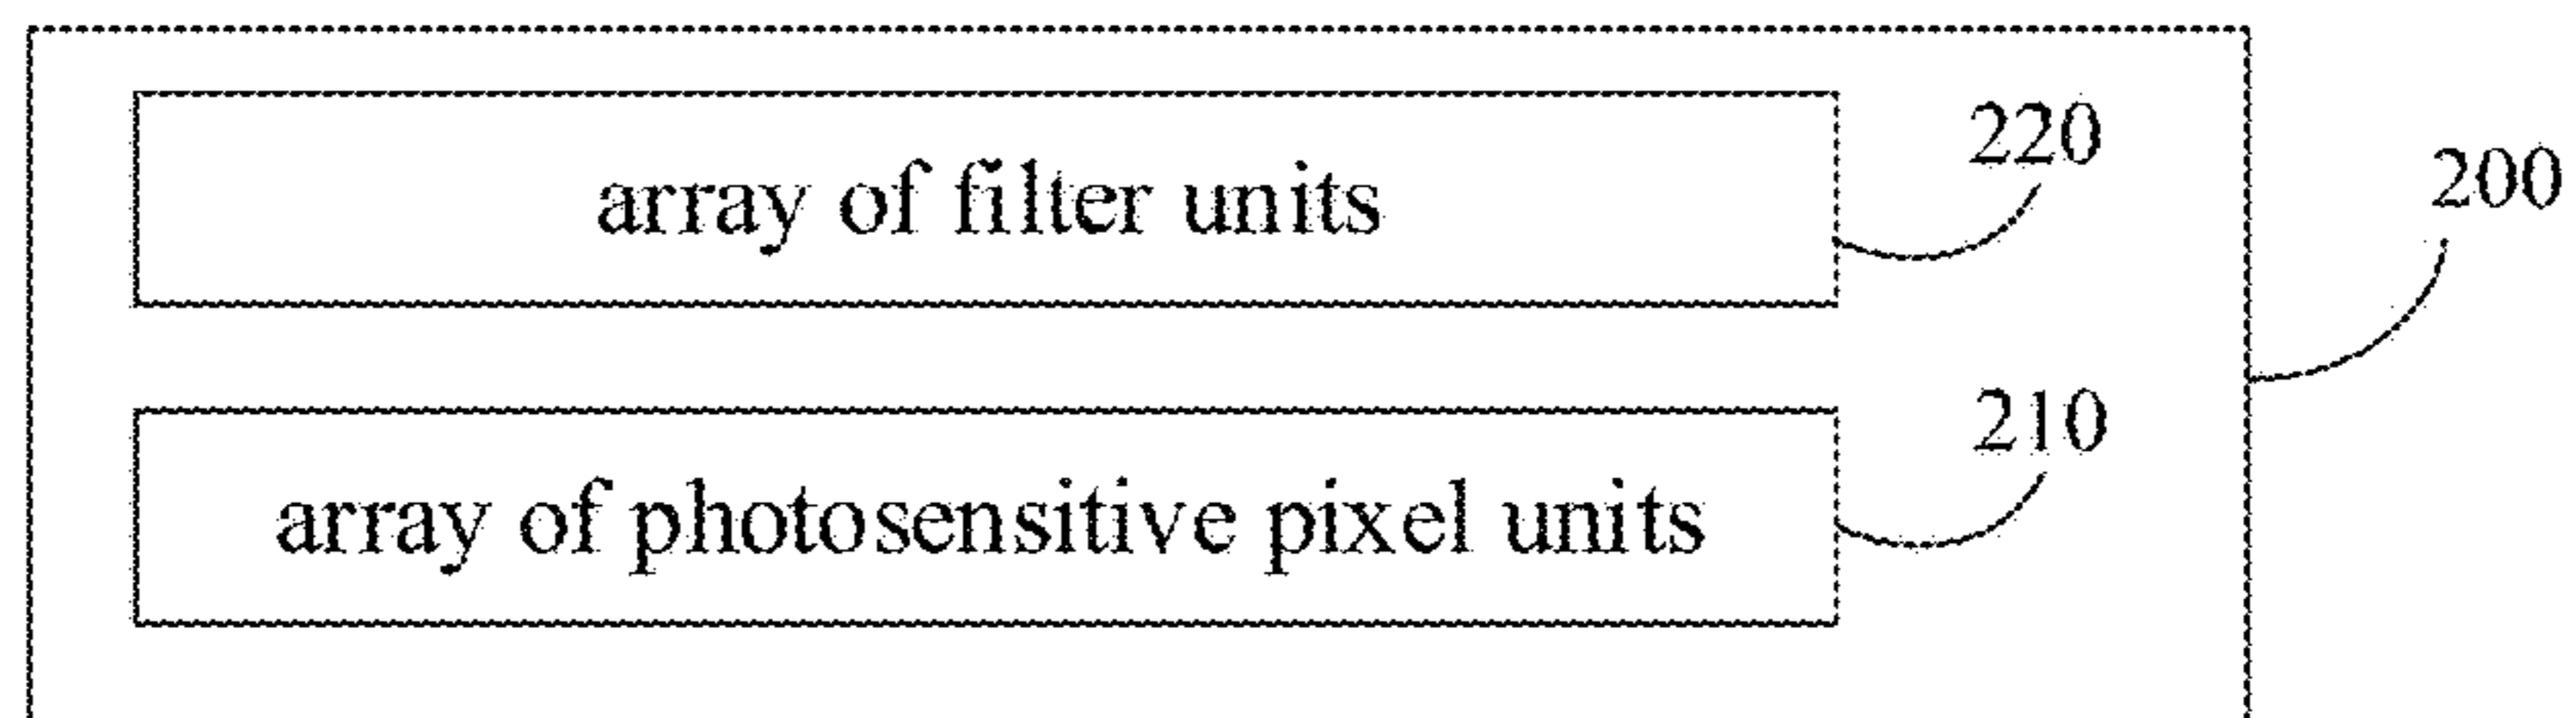 220
array of filter units
200
210
array of photosensitive pixel units